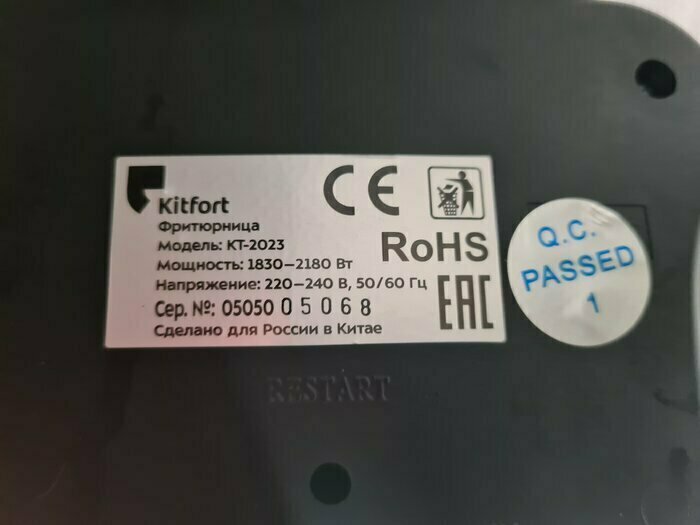 Kitfort
Фритюрница
Модель: KT-2023
Мощность: 1830–2180 Вт
Напряжение: 220–240 В, 50/60 Гц
Сер. №: 05050 05068
Сделано для России в Китае
CE
RoHS
EAC
Q.C.
PASSED
1
RESTART